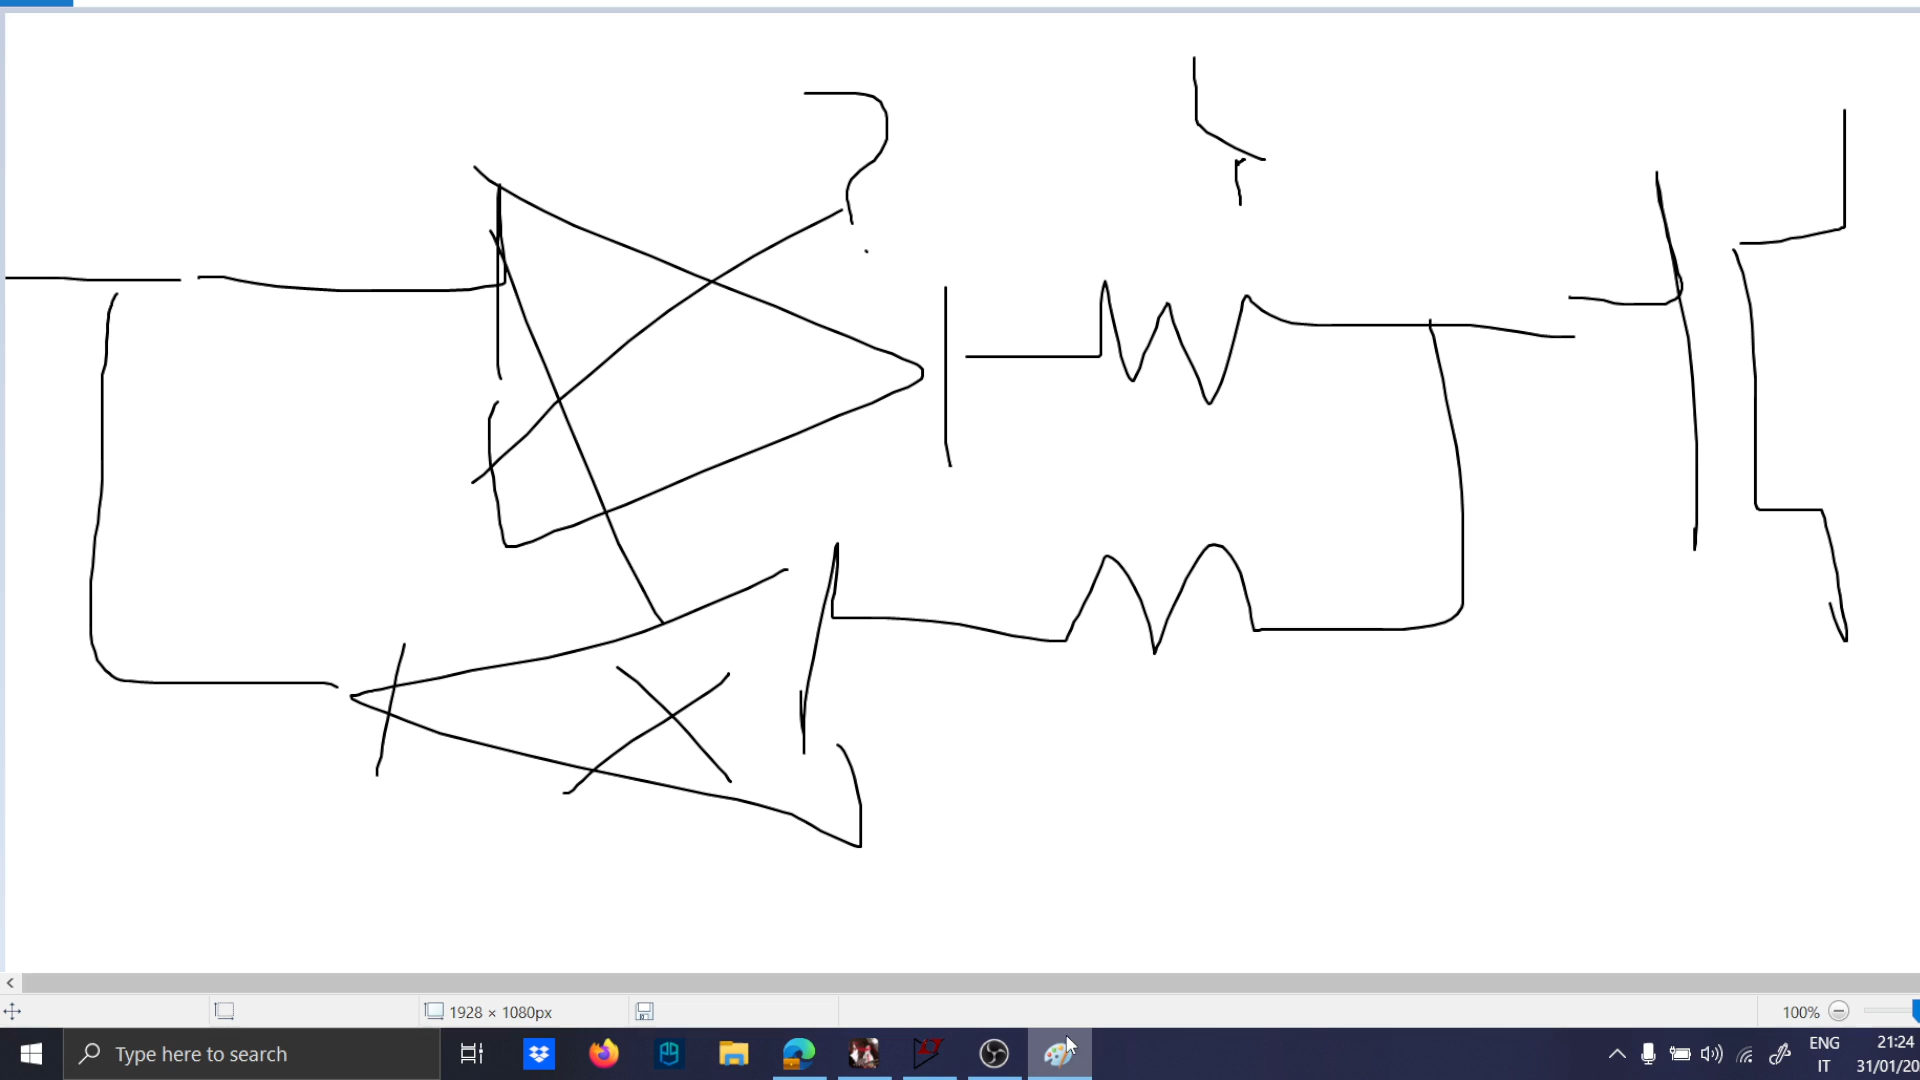 1928 × 1080px
100%
Type here to search
ENG
IT
21:24
31/01/20